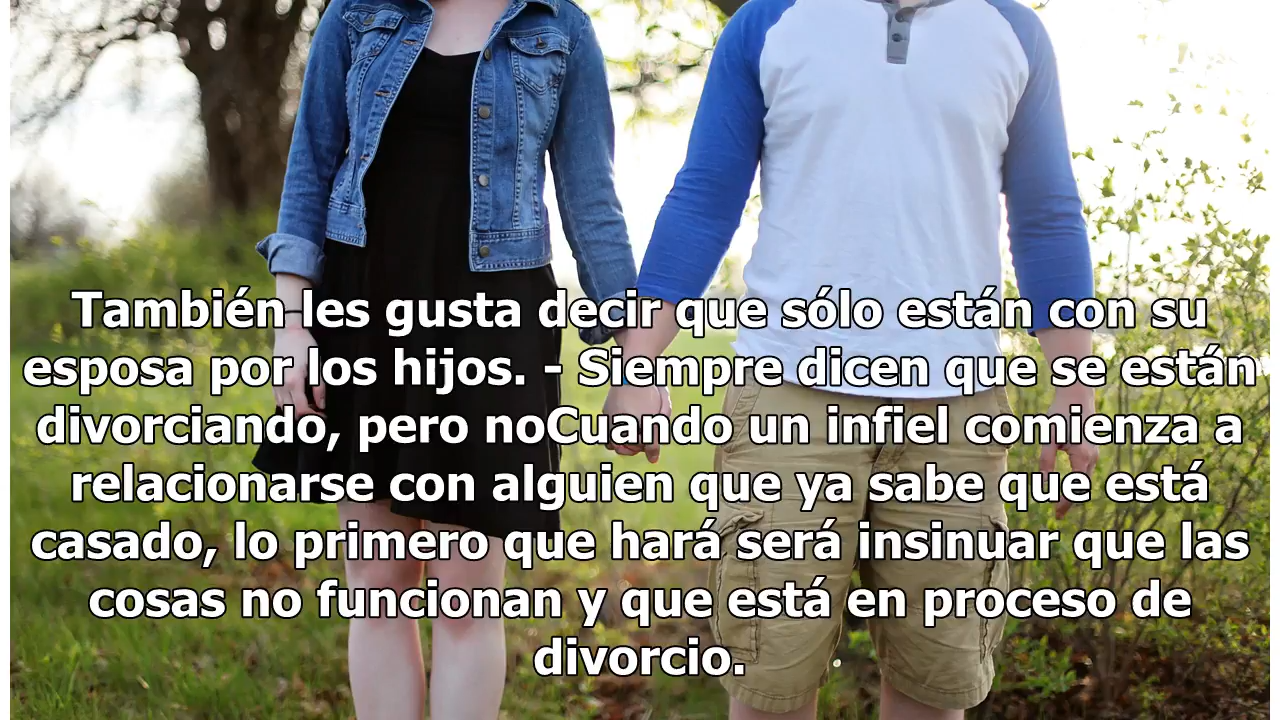 También les gusta decir que sólo están con su
esposa por los hijos. - Siempre dicen que se están
divorciando, pero noCuando un infiel comienza a
relacionarse con alguien que ya sabe que está
casado, lo primero que hará será insinuar que las
cosas no funcionan y que está en proceso de
divorcio.